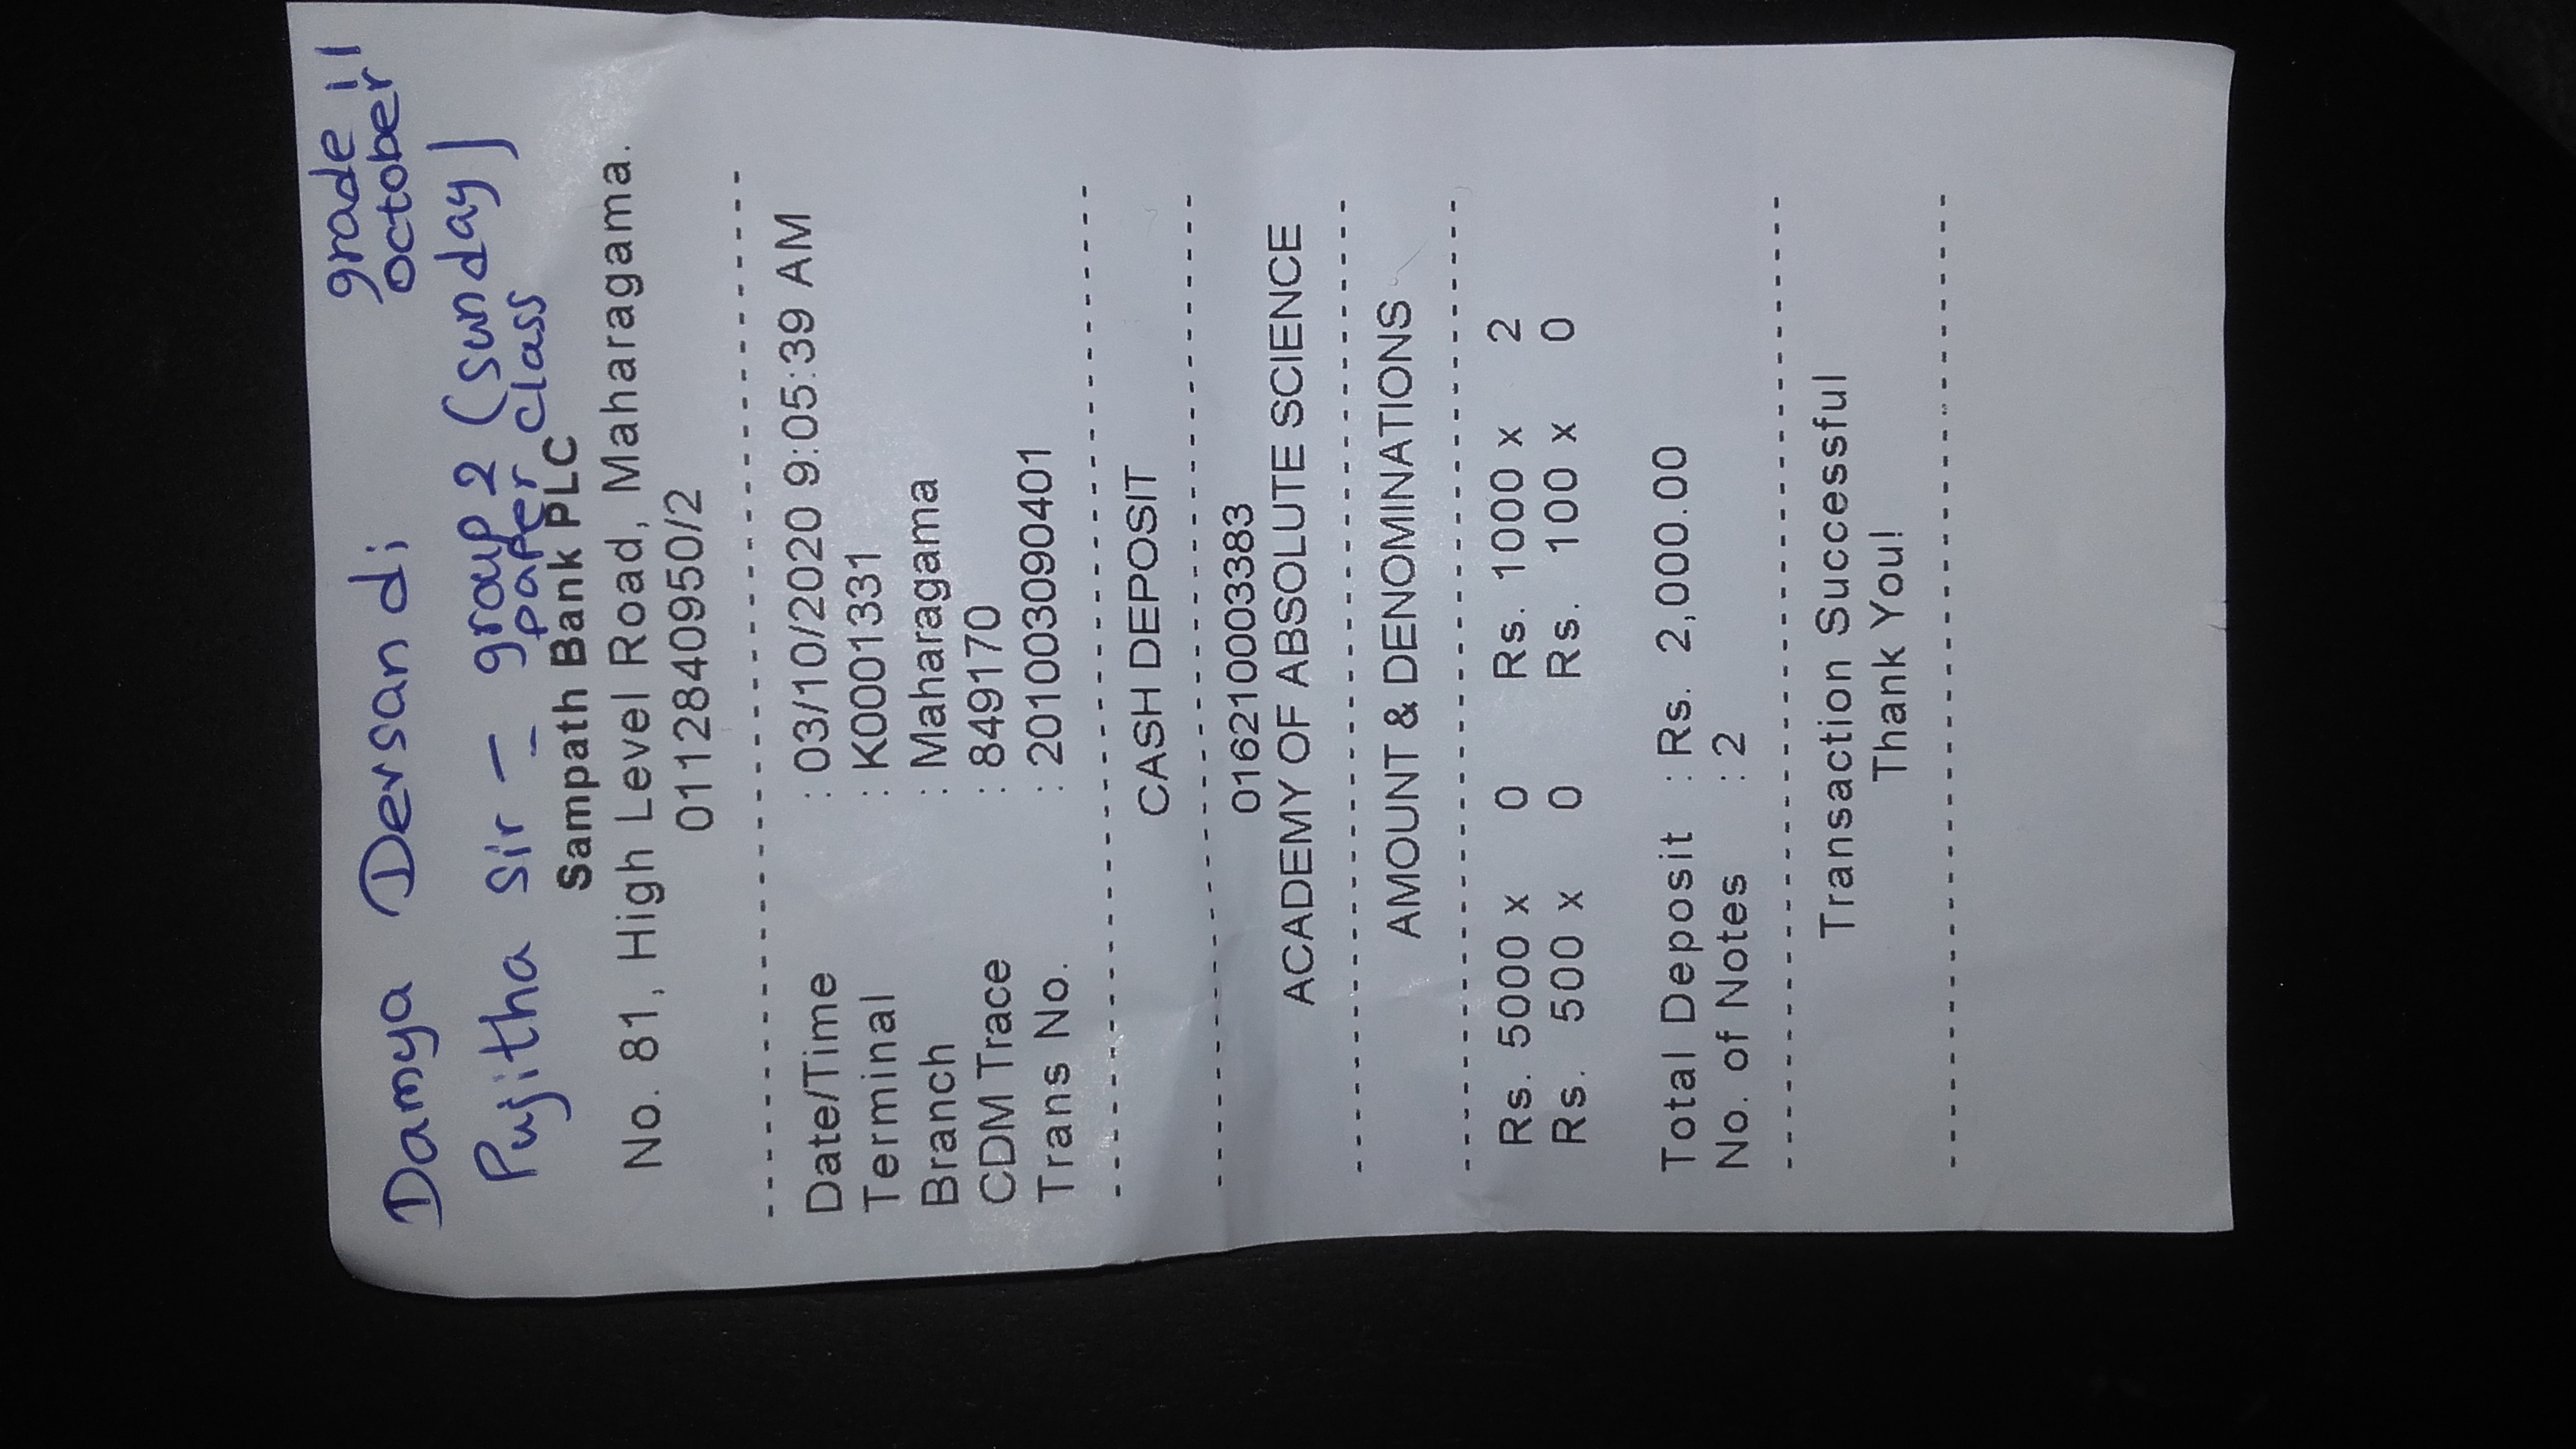 Damya Dersandi grade 11
october
Pujitha sir = group 2 (sunday)
paper class
Sampath Bank PLC
No. 81, High Level Road, Maharagama.
0112840950/2
Date/Time : 03/10/2020 9:05:39 AM
Terminal : K0001331
Branch : Maharagama
CDM Trace : 849170
Trans No. : 201003090401
CASH DEPOSIT
016210003383
ACADEMY OF ABSOLUTE SCIENCE
AMOUNT & DENOMINATIONS
Rs. 5000 x 0 Rs. 1000 x 2
Rs. 500 x 0 Rs. 100 x 0
Total Deposit : Rs. 2,000.00
No. of Notes : 2
Transaction Successful
Thank You!